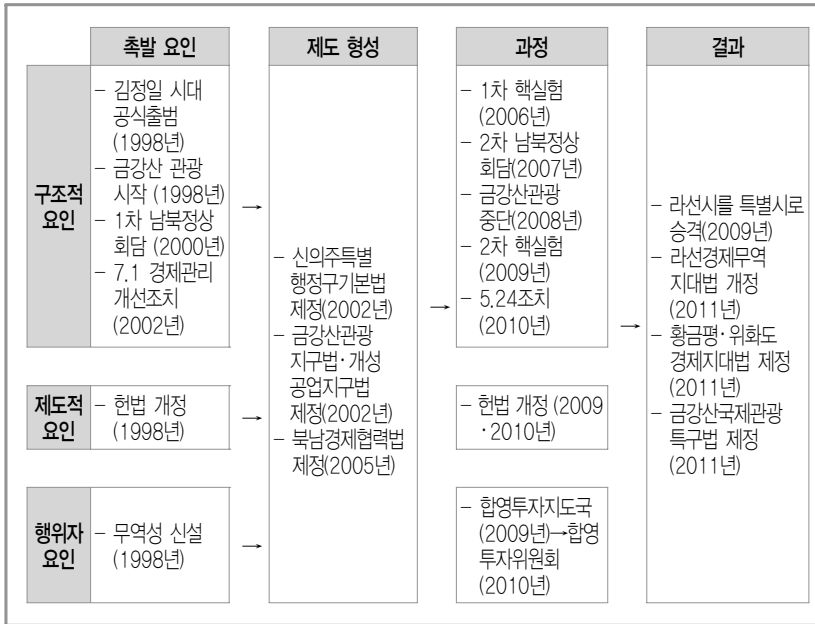 촉발 요인
제도 형성
과정
결과
구조적
요인
- 김정일 시대
공식출범
(1998년)
- 금강산 관광
시작 (1998년)
- 1차 남북정상
회담 (2000년)
- 7.1 경제관리
개선조치
(2002년)
→
제도적
요인
- 헌법 개정
(1998년)
→
행위자
요인
- 무역성 신설
(1998년)
→
- 신의주특별
행정구기본법
제정(2002년)
- 금강산관광
지구법·개성
공업지구법
제정(2002년)
- 북남경제협력법
제정(2005년)
→
- 1차 핵실험
(2006년)
- 2차 남북정상
회담(2007년)
- 금강산관광
중단(2008년)
- 2차 핵실험
(2009년)
- 5.24조치
(2010년)
- 헌법 개정 (2009
·2010년)
- 합영투자지도국
(2009년)→합영
투자위원회
(2010년)
→
- 라선시를 특별시로
승격(2009년)
- 라선경제무역
지대법 개정
(2011년)
- 황금평·위화도
경제지대법 제정
(2011년)
- 금강산국제관광
특구법 제정
(2011년)